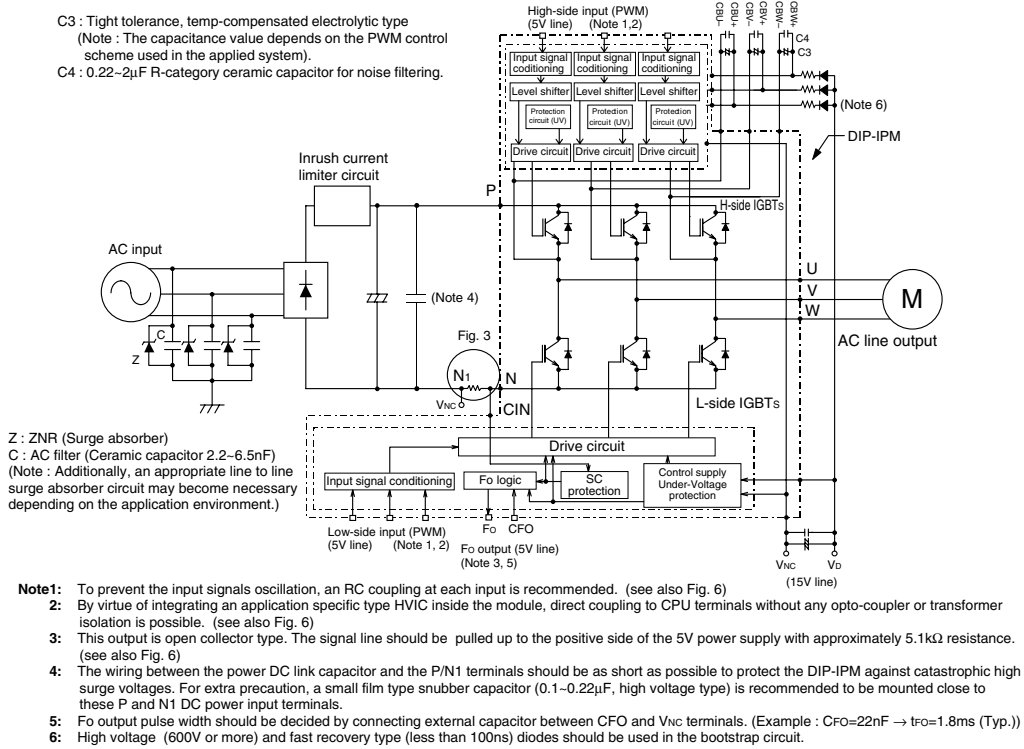 C3 : Tight tolerance, temp-compensated electrolytic type
(Note : The capacitance value depends on the PWM control
scheme used in the applied system).
C4 : 0.22~2μF R-category ceramic capacitor for noise filtering.
High-side input (PWM)
(5V line) (Note 1,2)
CBU–
CBU+
CBV–
CBV+
CBW–
CBW+
C4
C3
Input signal coditioning
Input signal coditioning
Input signal coditioning
Level shifter
Level shifter
Level shifter
Protection circuit (UV)
Protection circuit (UV)
Protection circuit (UV)
Drive circuit
Drive circuit
Drive circuit
(Note 6)
DIP-IPM
Inrush current
limiter circuit
P
H-side IGBTs
AC input
U
V
W
M
AC line output
(Note 4)
C
Z
Fig. 3
N1
N
VNC
CIN
L-side IGBTs
Z : ZNR (Surge absorber)
C : AC filter (Ceramic capacitor 2.2~6.5nF)
(Note : Additionally, an appropriate line to line
surge absorber circuit may become necessary
depending on the application environment.)
Drive circuit
Input signal conditioning
Fo logic
SC
protection
Control supply
Under-Voltage
protection
Low-side input (PWM)
(5V line) (Note 1, 2)
FO CFO
FO output (5V line)
(Note 3, 5)
VNC VD
(15V line)
Note1: To prevent the input signals oscillation, an RC coupling at each input is recommended. (see also Fig. 6)
2: By virtue of integrating an application specific type HVIC inside the module, direct coupling to CPU terminals without any opto-coupler or transformer
isolation is possible. (see also Fig. 6)
3: This output is open collector type. The signal line should be pulled up to the positive side of the 5V power supply with approximately 5.1kΩ resistance.
(see also Fig. 6)
4: The wiring between the power DC link capacitor and the P/N1 terminals should be as short as possible to protect the DIP-IPM against catastrophic high
surge voltages. For extra precaution, a small film type snubber capacitor (0.1~0.22μF, high voltage type) is recommended to be mounted close to
these P and N1 DC power input terminals.
5: Fo output pulse width should be decided by connecting external capacitor between CFO and VNC terminals. (Example : CFO=22nF → tFO=1.8ms (Typ.))
6: High voltage (600V or more) and fast recovery type (less than 100ns) diodes should be used in the bootstrap circuit.